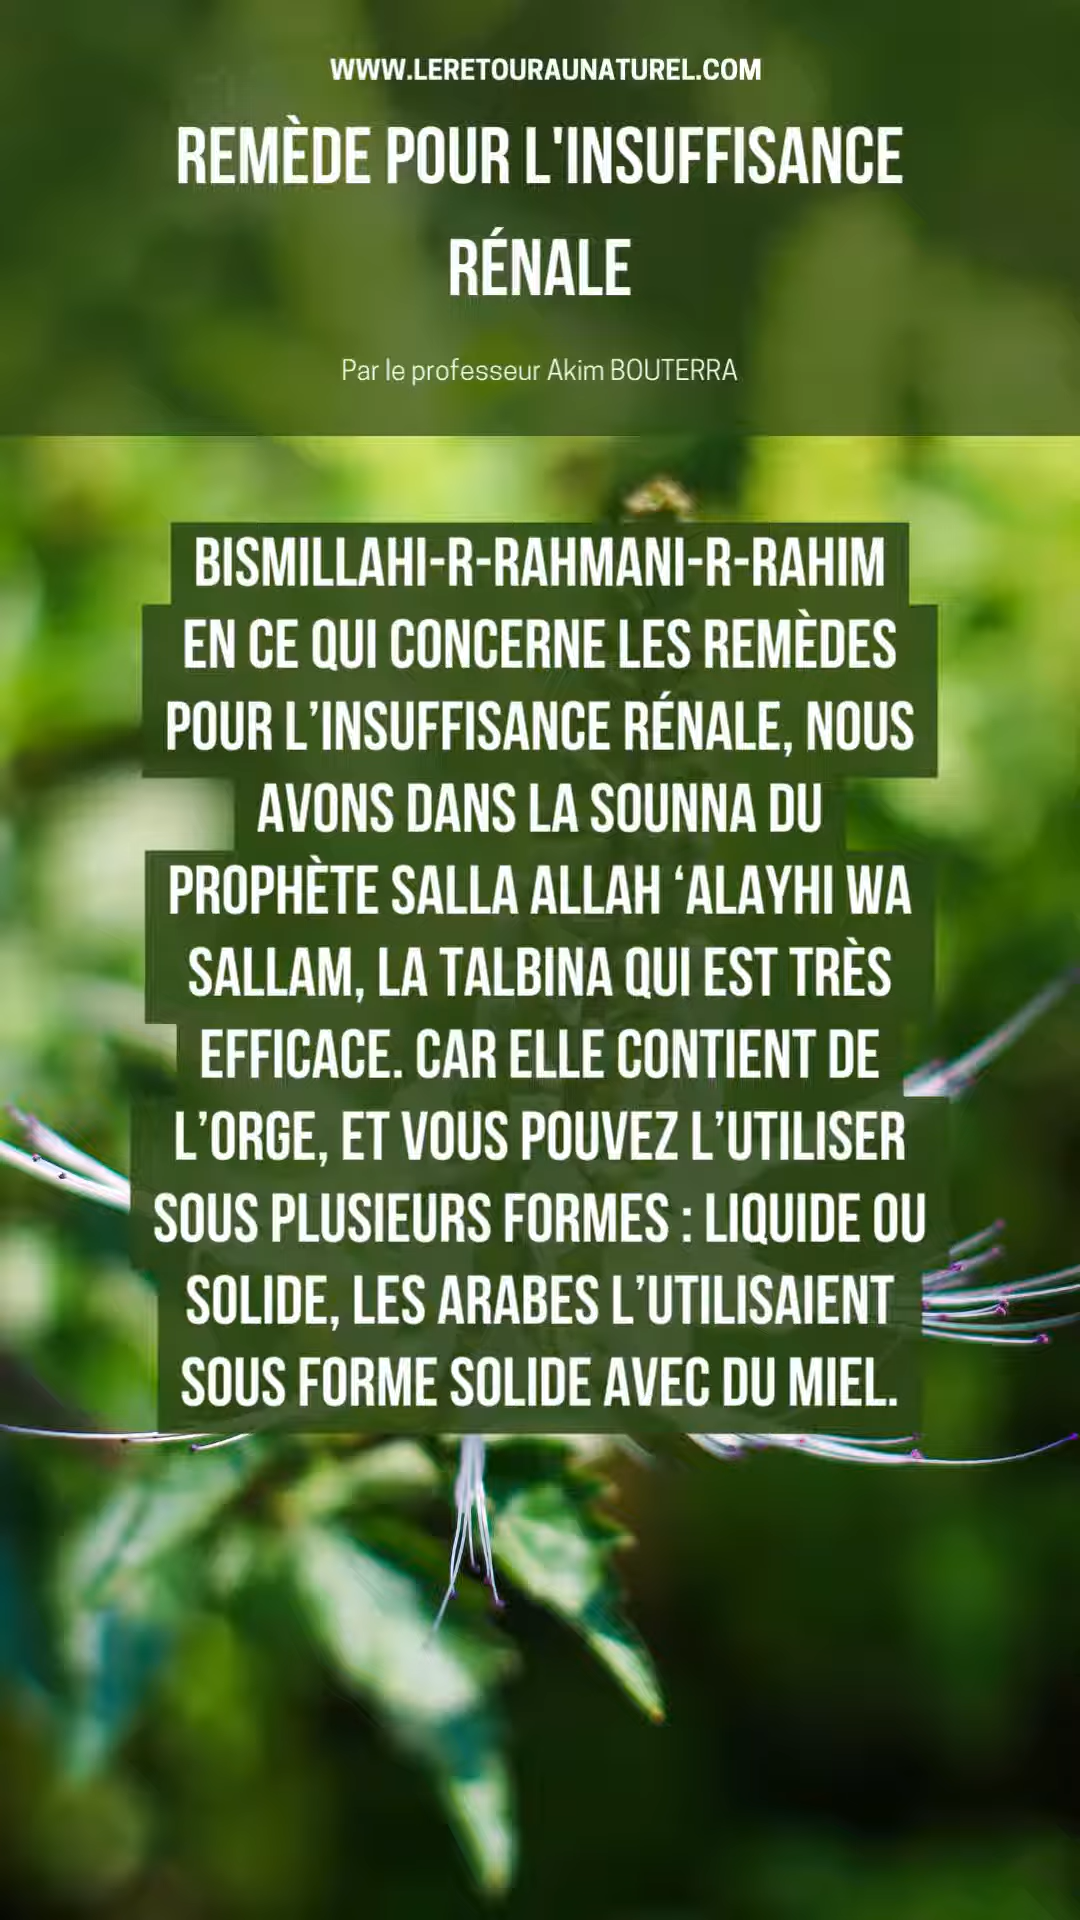 WWW.LERETOURAUNATUREL.COM
REMÈDE POUR L'INSUFFISANCE
RÉNALE
Par le professeur Akim BOUTERRA
BISMILLAHI-R-RAHMANI-R-RAHIM
EN CE QUI CONCERNE LES REMÈDES
POUR L’INSUFFISANCE RÉNALE, NOUS
AVONS DANS LA SOUNNA DU
PROPHÈTE SALLA ALLAH ‘ALAYHI WA
SALLAM, LA TALBINA QUI EST TRÈS
EFFICACE. CAR ELLE CONTIENT DE
L’ORGE, ET VOUS POUVEZ L’UTILISER
SOUS PLUSIEURS FORMES : LIQUIDE OU
SOLIDE, LES ARABES L’UTILISAIENT
SOUS FORME SOLIDE AVEC DU MIEL.